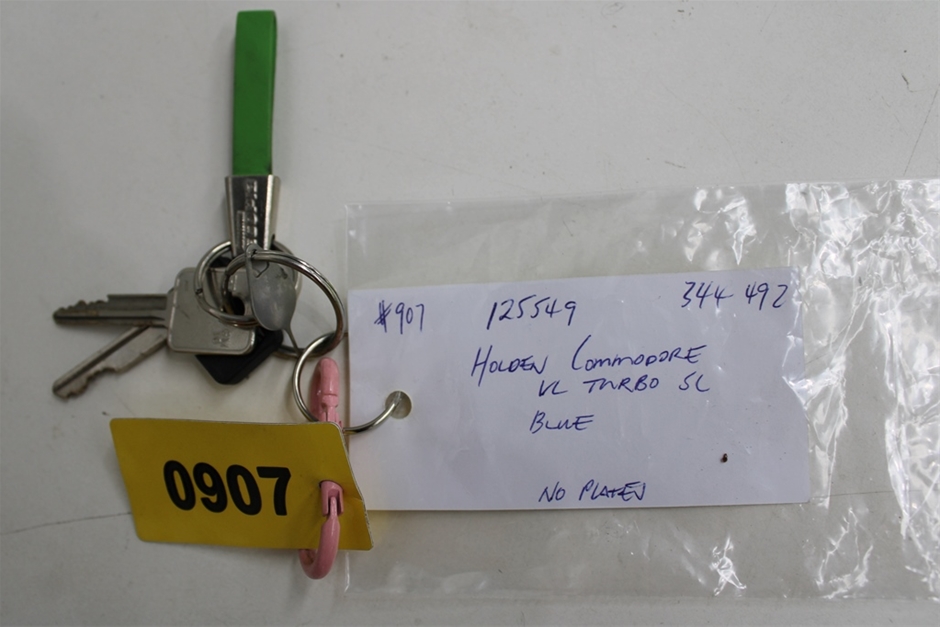 #907 125549 344 492
HOLDEN COMMODORE
VL TURBO SL
BLUE
NO PLATES
0907